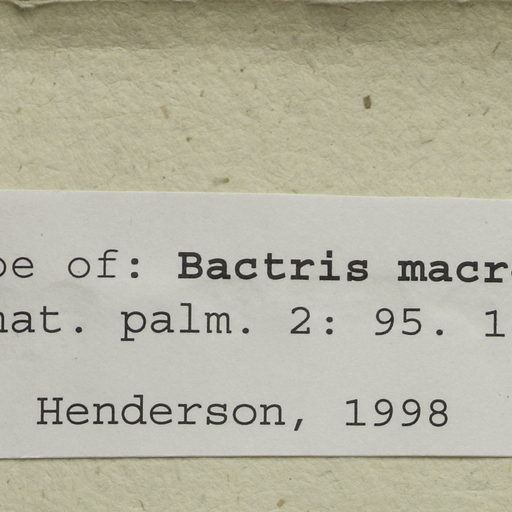 pe of: Bactris macr
nat. palm. 2: 95. 1
Henderson, 1998